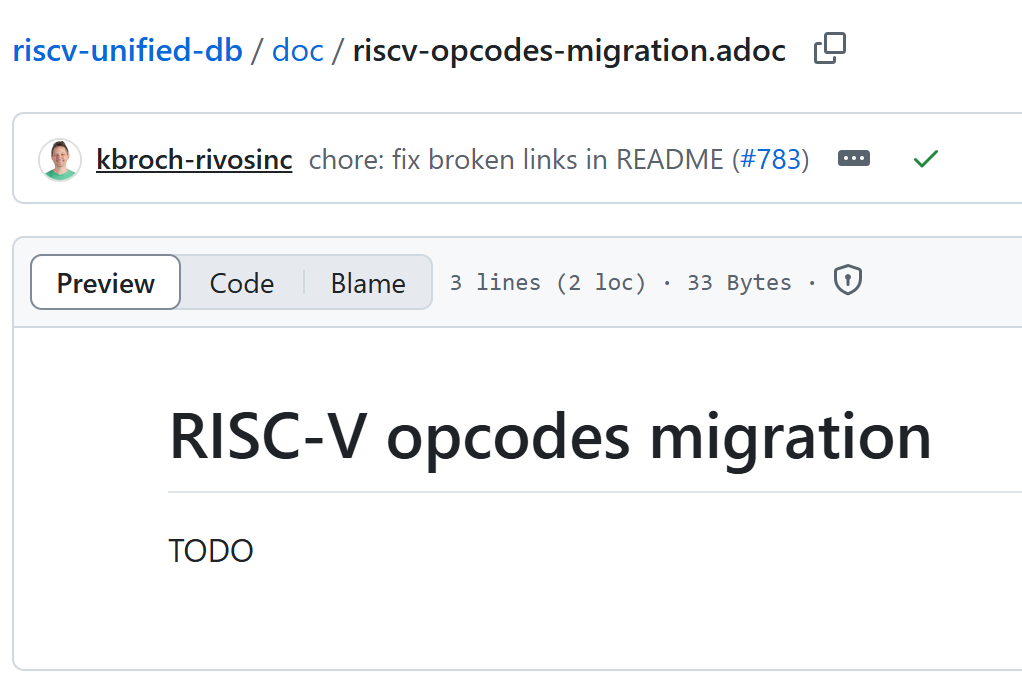 riscv-unified-db / doc / riscv-opcodes-migration.adoc
kbroch-rivosinc chore: fix broken links in README (#783)
Preview Code Blame 3 lines (2 loc) · 33 Bytes ·
RISC-V opcodes migration
TODO